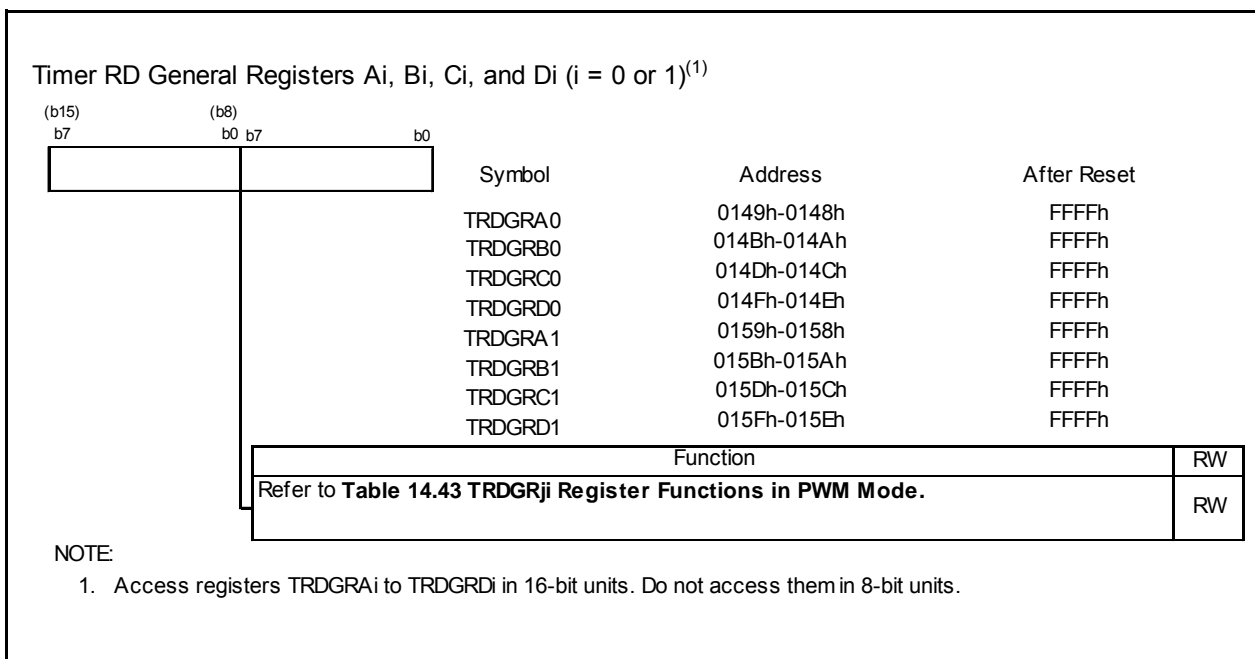 Timer RD General Registers Ai, Bi, Ci, and Di (i = 0 or 1)(1)
(b15) (b8)
b7 b0 b7 b0
Symbol Address After Reset
TRDGRA0 0149h-0148h FFFFh
TRDGRB0 014Bh-014Ah FFFFh
TRDGRC0 014Dh-014Ch FFFFh
TRDGRD0 014Fh-014Eh FFFFh
TRDGRA1 0159h-0158h FFFFh
TRDGRB1 015Bh-015Ah FFFFh
TRDGRC1 015Dh-015Ch FFFFh
TRDGRD1 015Fh-015Eh FFFFh
Function RW
Refer to Table 14.43 TRDGRji Register Functions in PWM Mode. RW
NOTE:
1. Access registers TRDGRAi to TRDGRDi in 16-bit units. Do not access them in 8-bit units.